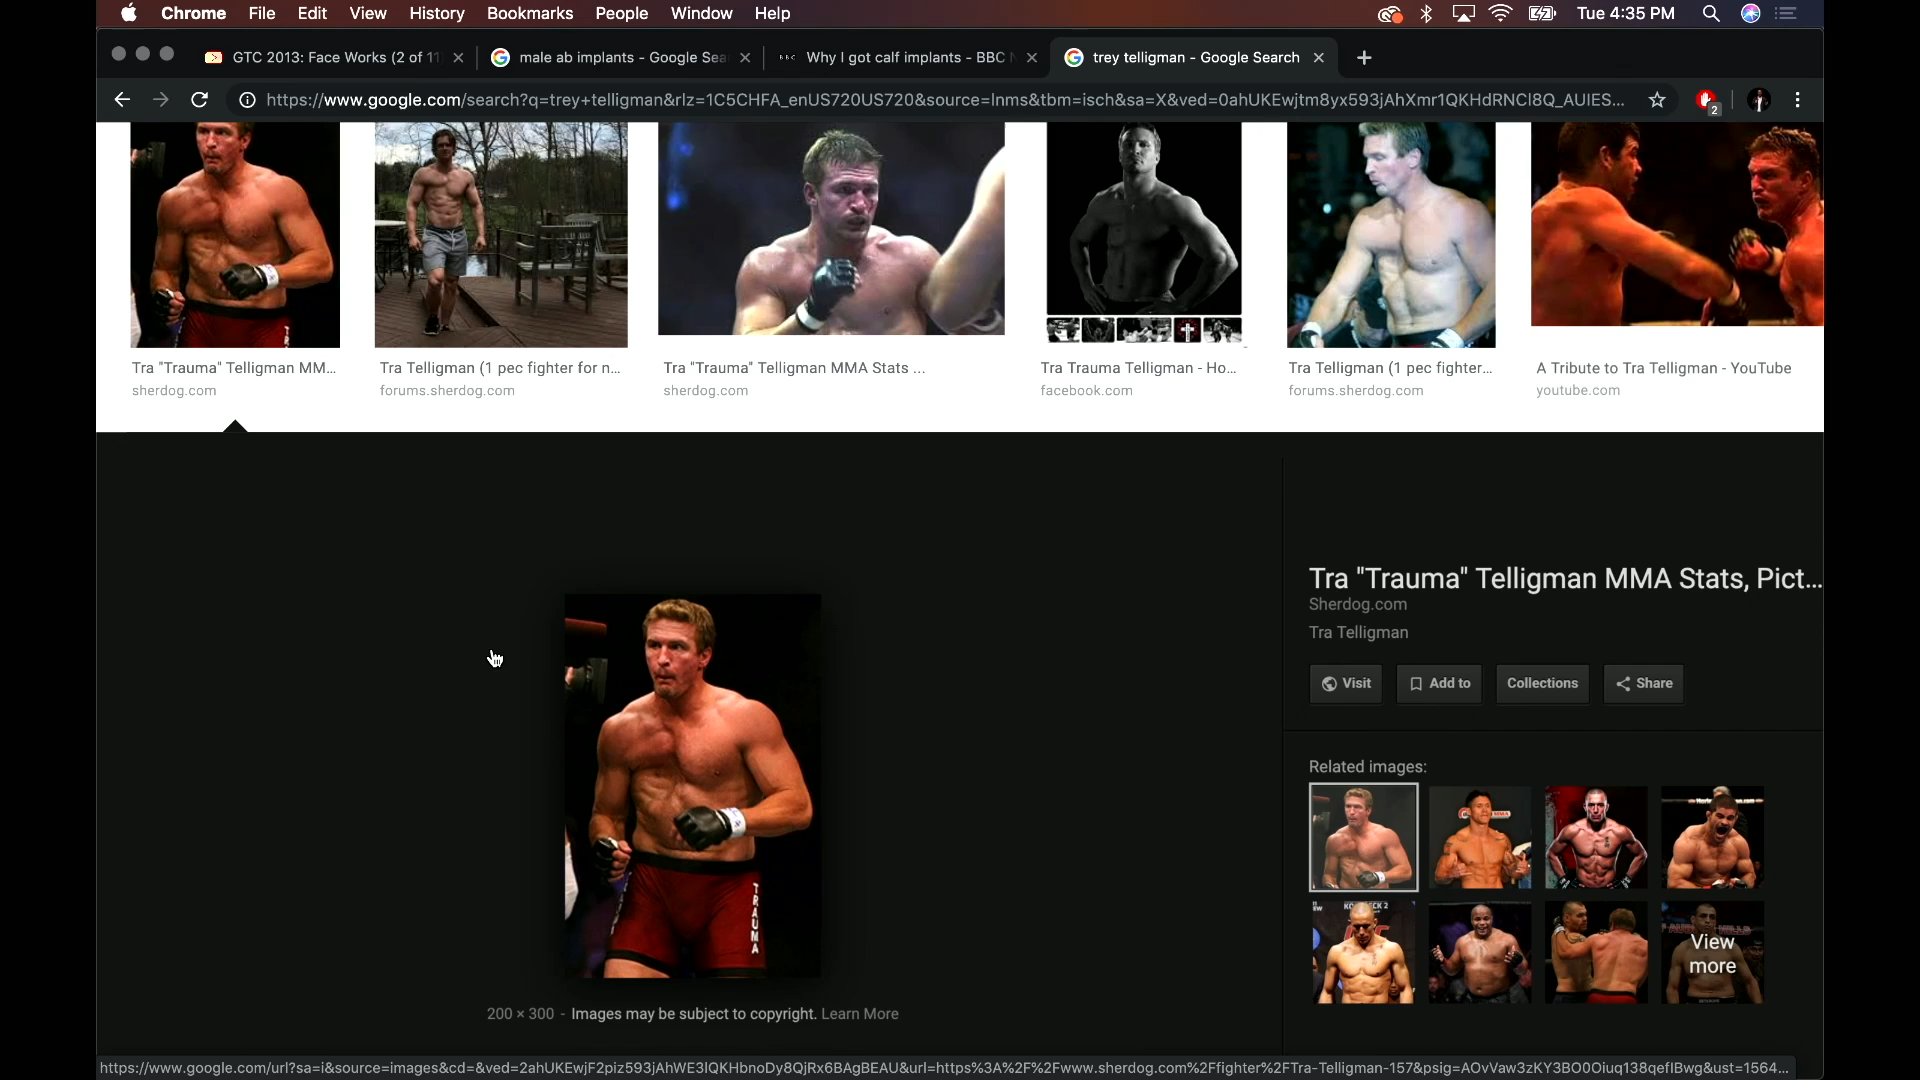 Chrome File Edit View History Bookmarks People Window Help Tue 4:35 PM
GTC 2013: Face Works (2 of 11 male ab implants - Google Sea BBC Why I got calf implants - BBC N trey telligman - Google Search
https://www.google.com/search?q=trey+telligman&rlz=1C5CHFA_enUS720US720&source=lnms&tbm=isch&sa=X&ved=0ahUKEwjtm8yx593jAhXmr1QKHdRNCl8Q_AUIES... 2
Tra "Trauma" Telligman MM... Tra Telligman (1 pec fighter for n... Tra "Trauma" Telligman MMA Stats ... Tra Trauma Telligman - Ho... Tra Telligman (1 pec fighter... A Tribute to Tra Telligman - YouTube
sherdog.com forums.sherdog.com sherdog.com facebook.com forums.sherdog.com youtube.com
Tra "Trauma" Telligman MMA Stats, Pict...
Sherdog.com
Tra Telligman
Visit Add to Collections Share
Related images:
TRAUMA
View
more
200 × 300 - Images may be subject to copyright. Learn More
https://www.google.com/url?sa=i&source=images&cd=&ved=2ahUKEwjF2piz593jAhWE3lQKHbnoDy8QjRx6BAgBEAU&url=https%3A%2F%2Fwww.sherdog.com%2Ffighter%2FTra-Telligman-157&psig=AOvVaw3zKY3BO0Oiuq138qefIBwg&ust=1564...